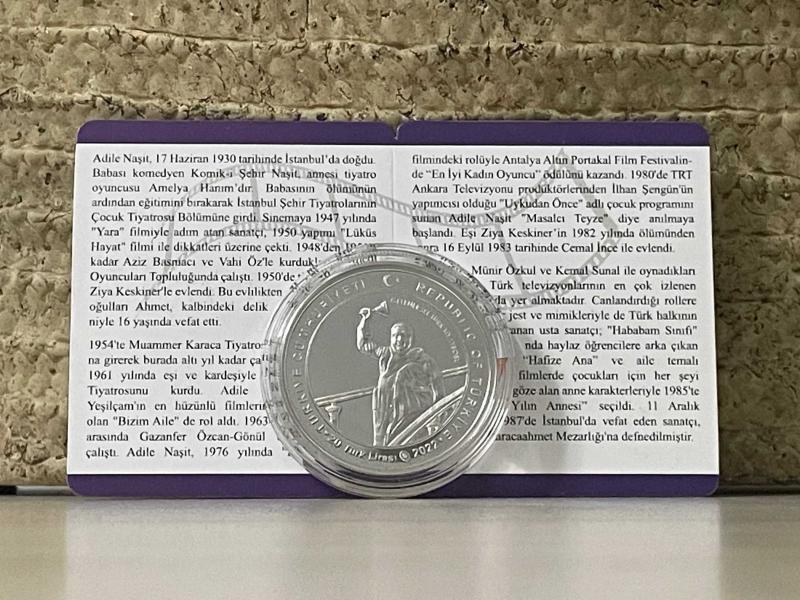 Adile Naşit, 17 Haziran 1930 tarihinde İstanbul'da doğdu.
Babası komedyen Komik-i Şehir Naşit, annesi tiyatro
oyuncusu Amelya Hanım'dır. Babasının ölümünün
ardından eğitimini bırakarak İstanbul Şehir Tiyatrolarının
Çocuk Tiyatrosu Bölümüne girdi. Sinemaya 1947 yılında
"Yara" filmiyle adım atan sanatçı, 1950 yapımı "Lüküs
Hayat" filmi ile dikkatleri üzerine çekti. 1948'den
kadar Aziz Basmacı ve Vahi Öz'le
Oyuncuları Topluluğunda çalıştı. 1950'de
Ziya Keskiner'le evlendi. Bu evlilikten
oğulları Ahmet, kalbindeki delik
niyle 16 yaşında vefat etti.
1954'te Muammer Karaca
na girerek burada altı yıl kadar
1961 yılında eşi ve kardeşiyle
Tiyatrosunu kurdu. Adile
Yeşilçam'ın en hüzünlü
olan "Bizim Aile" de rol aldı. 1963
arasında Gazanfer Özcan-Gönül
çalıştı. Adile Naşit, 1976 yılında
filmindeki rolüyle Antalya Altın Portakal Film Festivalin-
de "En İyi Kadın Oyuncu" ödülünü kazandı. 1980'de TRT
Ankara Televizyonu prodüktörlerinden İlhan Şengün'ün
yapımcısı olduğu "Uykudan Önce" adlı çocuk programını
sunan Adile Naşit "Masalcı Teyze" diye anılmaya
başlandı. Eşi Ziya Keskiner'in 1982 yılında ölümünden
16 Eylül 1983 tarihinde Cemal İnce ile evlendi.
Münir Özkul ve Kemal Sunal ile oynadıkları
Türk televizyonlarının en çok izlenen
yer almaktadır. Canlandırdığı rollere
jest ve mimikleriyle de Türk halkının
usta sanatçı; "Hababam Sınıfı"
nda haylaz öğrencilere arka çıkan
"Hafize Ana" ve aile temalı
filmlerde çocukları için her şeyi
göze alan anne karakterleriyle 1985'te
Yılın Annesi" seçildi. 11 Aralık
İstanbul'da vefat eden sanatçı,
Mezarlığı'na defnedilmiştir.
TÜRKİYE CUMHURİYETİ
REPUBLIC OF TÜRKİYE
20 Türk Lirası 2022